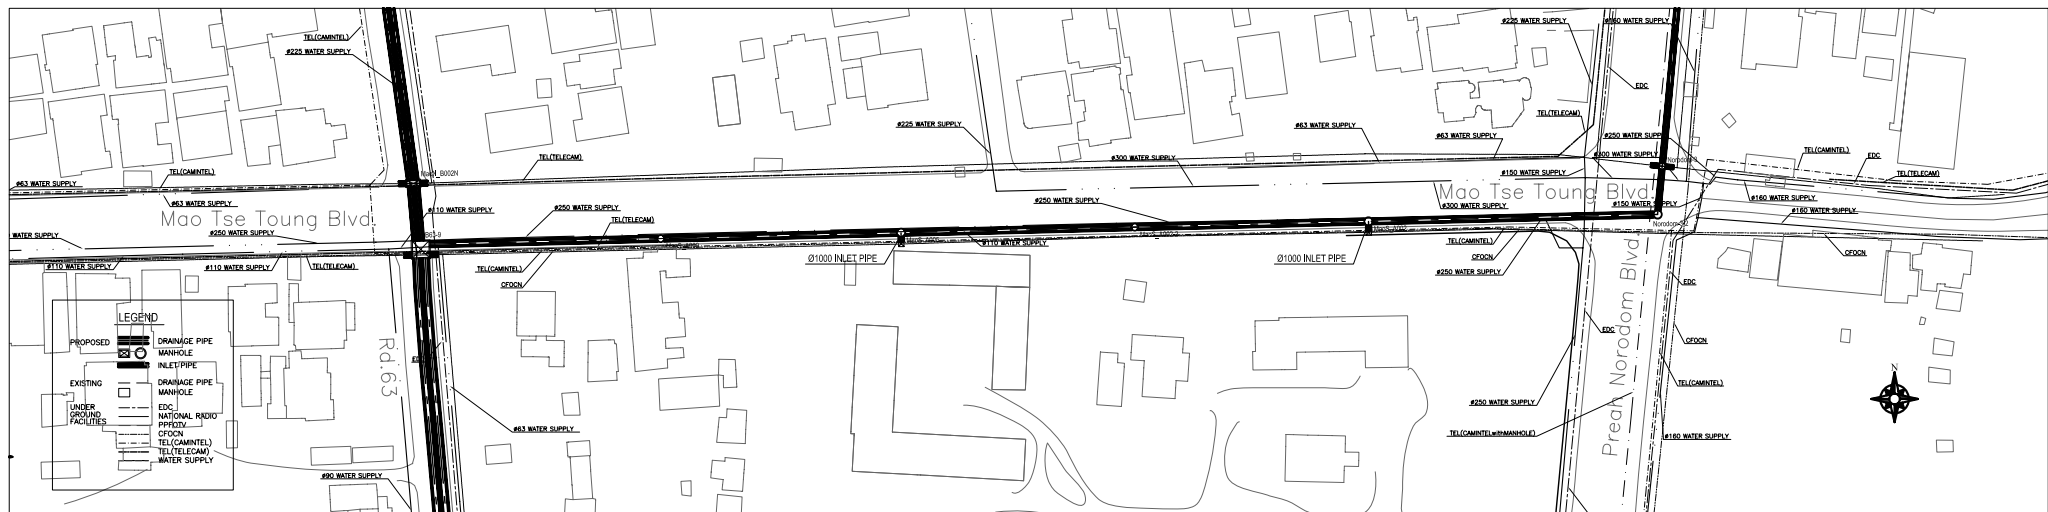 TEL(CAMINTEL)
ø225 WATER SUPPLY
ø225 WATER SUPPLY
ø160 WATER SUPPLY
EDC
TEL(TELECAM)
ø225 WATER SUPPLY
ø63 WATER SUPPLY
ø63 WATER SUPPLY
ø250 WATER SUPPLY
TEL(TELECAM)
ø300 WATER SUPPLY
ø300 WATER SUPPLY
TEL(CAMINTEL)
EDC
TEL(CAMINTEL)
ø150 WATER SUPPLY
TEL(TELECAM)
ø63 WATER SUPPLY
ø63 WATER SUPPLY
Mao Tse Toung Blvd.
ø110 WATER SUPPLY
ø250 WATER SUPPLY
TEL(TELECAM)
ø250 WATER SUPPLY
Mao Tse Toung Blvd.
ø300 WATER SUPPLY
ø150 WATER SUPPLY
ø160 WATER SUPPLY
ø160 WATER SUPPLY
WATER SUPPLY
ø250 WATER SUPPLY
B63-9
ø110 WATER SUPPLY
TEL(CAMINTEL)
CFOCN
ø110 WATER SUPPLY
ø110 WATER SUPPLY
TEL(TELECAM)
TEL(CAMINTEL)
CFOCN
Ø1000 INLET PIPE
Ø1000 INLET PIPE
CFOCN
ø250 WATER SUPPLY
EDC
LEGEND
PROPOSED
DRAINAGE PIPE
MANHOLE
INLET PIPE
EXISTING
DRAINAGE PIPE
MANHOLE
UNDER GROUND FACILITIES
EDC
NATIONAL RADIO
PPFOTV
CFOCN
TEL(CAMINTEL)
TEL(TELECAM)
WATER SUPPLY
Rd.63
ø63 WATER SUPPLY
ø90 WATER SUPPLY
EDC
CFOCN
TEL(CAMINTEL)
ø250 WATER SUPPLY
TEL(CAMINTELwithMANHOLE)
ø160 WATER SUPPLY
Preah Norodom Blvd.
N